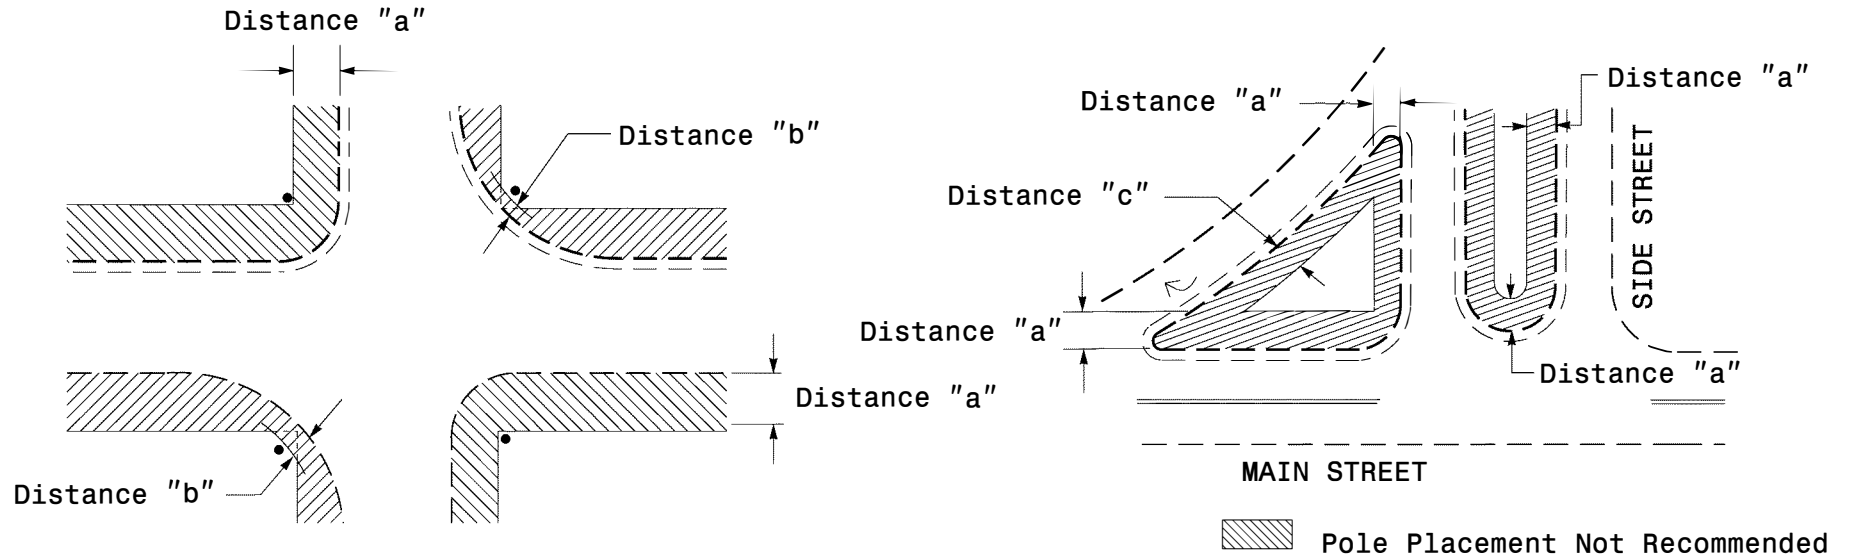 Distance "a"
Distance "b"
Distance "a"
Distance "b"
Distance "a"
Distance "a"
Distance "c"
Distance "a"
Distance "a"
SIDE STREET
MAIN STREET
Pole Placement Not Recommended